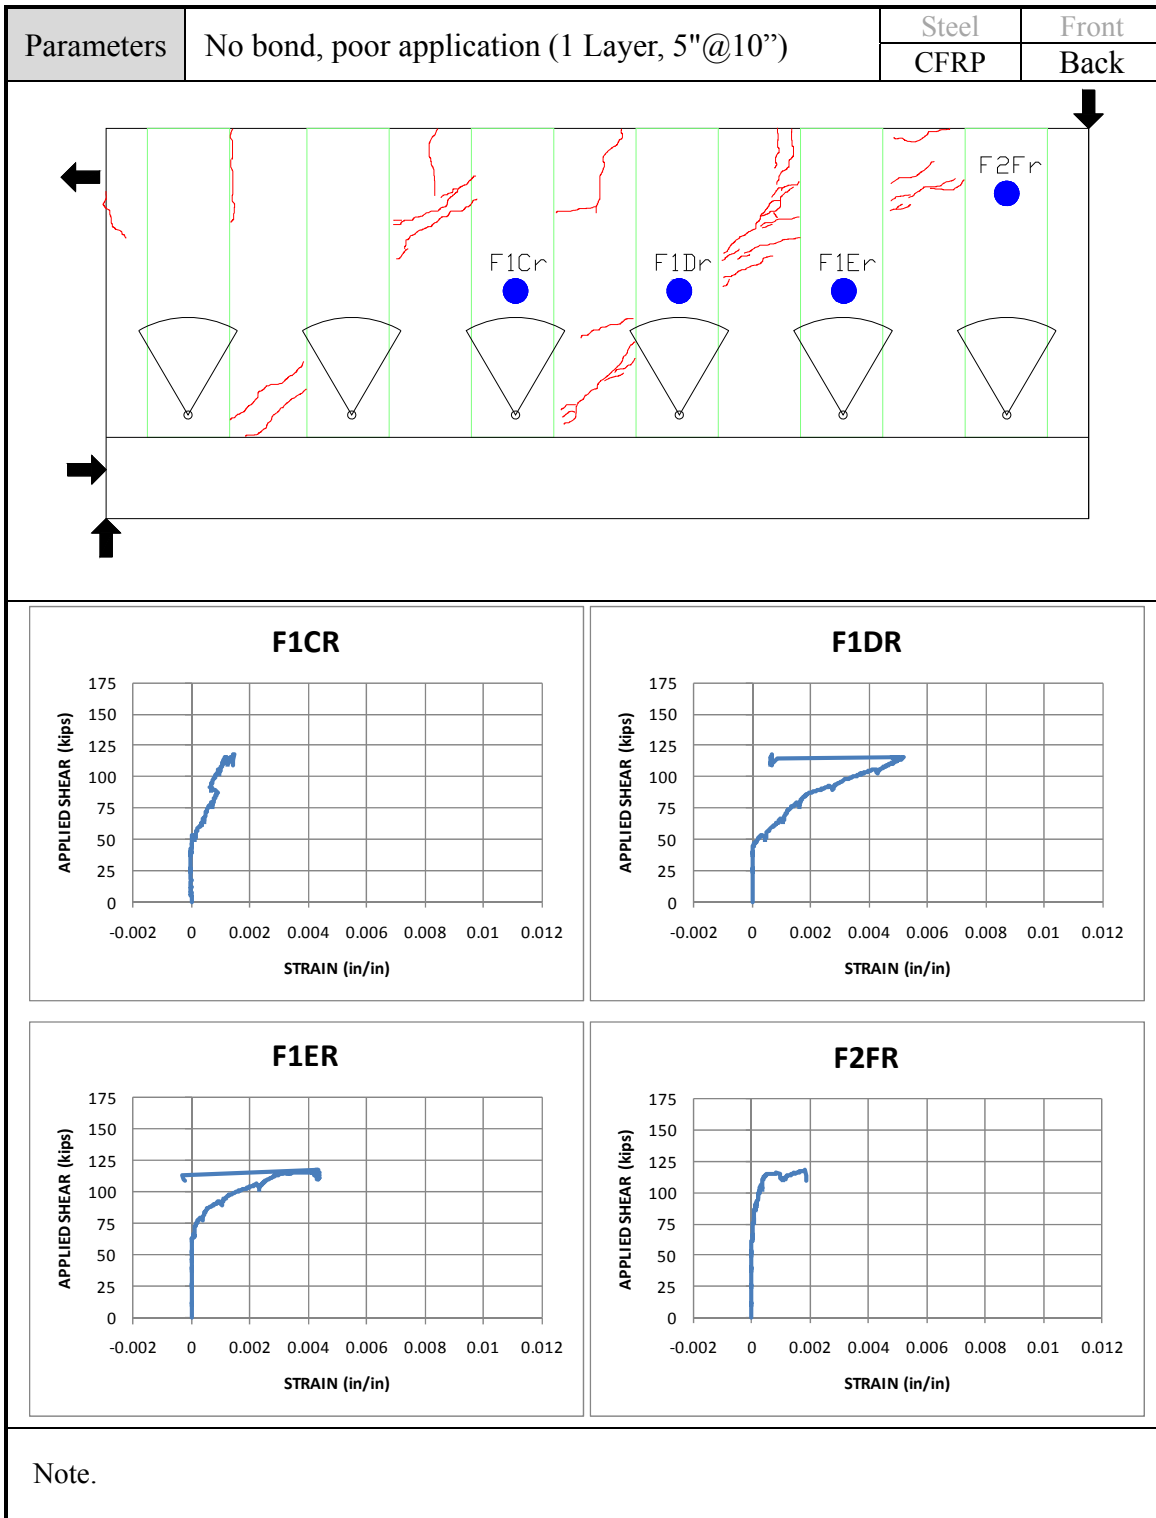 Parameters
No bond, poor application (1 Layer, 5"@10”)
Steel
Front
CFRP
Back
F2Fr
F1Cr
F1Dr
F1Er
F1CR
APPLIED SHEAR (kips)
175
150
125
100
75
50
25
0
-0.002 0 0.002 0.004 0.006 0.008 0.01 0.012
STRAIN (in/in)
F1DR
APPLIED SHEAR (kips)
175
150
125
100
75
50
25
0
-0.002 0 0.002 0.004 0.006 0.008 0.01 0.012
STRAIN (in/in)
F1ER
APPLIED SHEAR (kips)
175
150
125
100
75
50
25
0
-0.002 0 0.002 0.004 0.006 0.008 0.01 0.012
STRAIN (in/in)
F2FR
APPLIED SHEAR (kips)
175
150
125
100
75
50
25
0
-0.002 0 0.002 0.004 0.006 0.008 0.01 0.012
STRAIN (in/in)
Note.